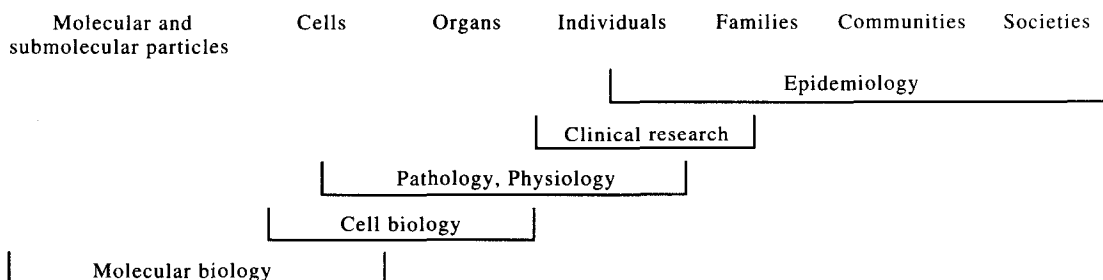 Molecular and Cells Organs Individuals Families Communities Societies
submolecular particles
Epidemiology
Clinical research
Pathology, Physiology
Cell biology
Molecular biology